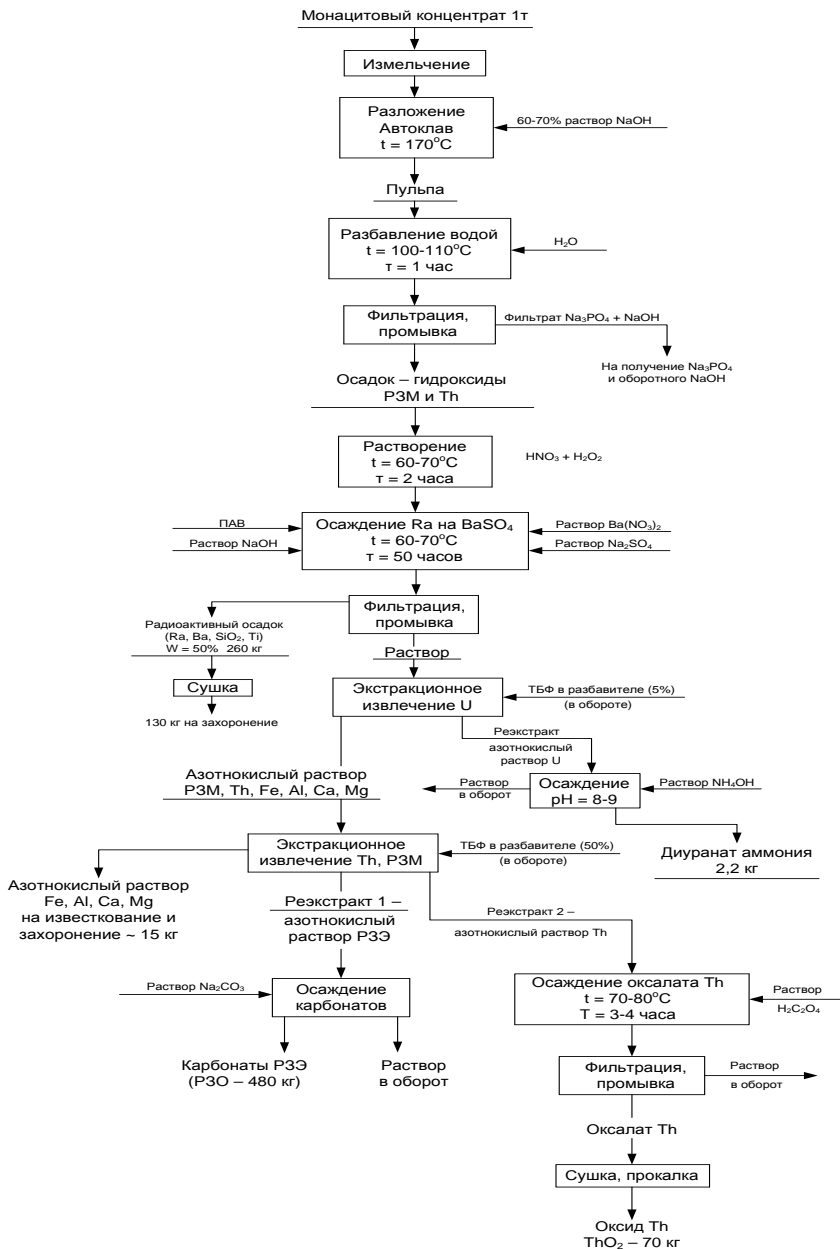 Монацитовый концентрат 1т
Измельчение
Разложение
Автоклав
t = 170°C
60-70% раствор NaOH
Пульпа
Разбавление водой
t = 100-110°C
τ = 1 час
H₂O
Фильтрация,
промывка
Фильтрат Na₃PO₄ + NaOH
На получение Na₃PO₄
и оборотного NaOH
Осадок – гидроксиды
РЗМ и Th
Растворение
t = 60-70°C
τ = 2 часа
HNO₃ + H₂O₂
ПАВ
Раствор NaOH
Осаждение Ra на BaSO₄
t = 60-70°C
τ = 50 часов
Раствор Ba(NO₃)₂
Раствор Na₂SO₄
Фильтрация,
промывка
Радиоактивный осадок
(Ra, Ba, SiO₂, Ti)
W = 50% 260 кг
Раствор
Сушка
130 кг на захоронение
Экстракционное
извлечение U
ТБФ в разбавителе (5%)
(в обороте)
Реэкстракт
азотнокислый
раствор U
Азотнокислый раствор
РЗМ, Th, Fe, Al, Ca, Mg
Раствор
в оборот
Осаждение
pH = 8-9
Раствор NH₄OH
Диуранат аммония
2,2 кг
Экстракционное
извлечение Th, РЗМ
ТБФ в разбавителе (50%)
(в обороте)
Азотнокислый раствор
Fe, Al, Ca, Mg
на известкование и
захоронение ~ 15 кг
Реэкстракт 1 –
азотнокислый
раствор РЗЭ
Реэкстракт 2 –
азотнокислый раствор Th
Раствор Na₂CO₃
Осаждение
карбонатов
Осаждение оксалата Th
t = 70-80°C
T = 3-4 часа
Раствор
H₂C₂O₄
Карбонаты РЗЭ
(РЗО – 480 кг)
Раствор
в оборот
Фильтрация,
промывка
Раствор
в оборот
Оксалат Th
Сушка, прокалка
Оксид Th
ThO₂ – 70 кг